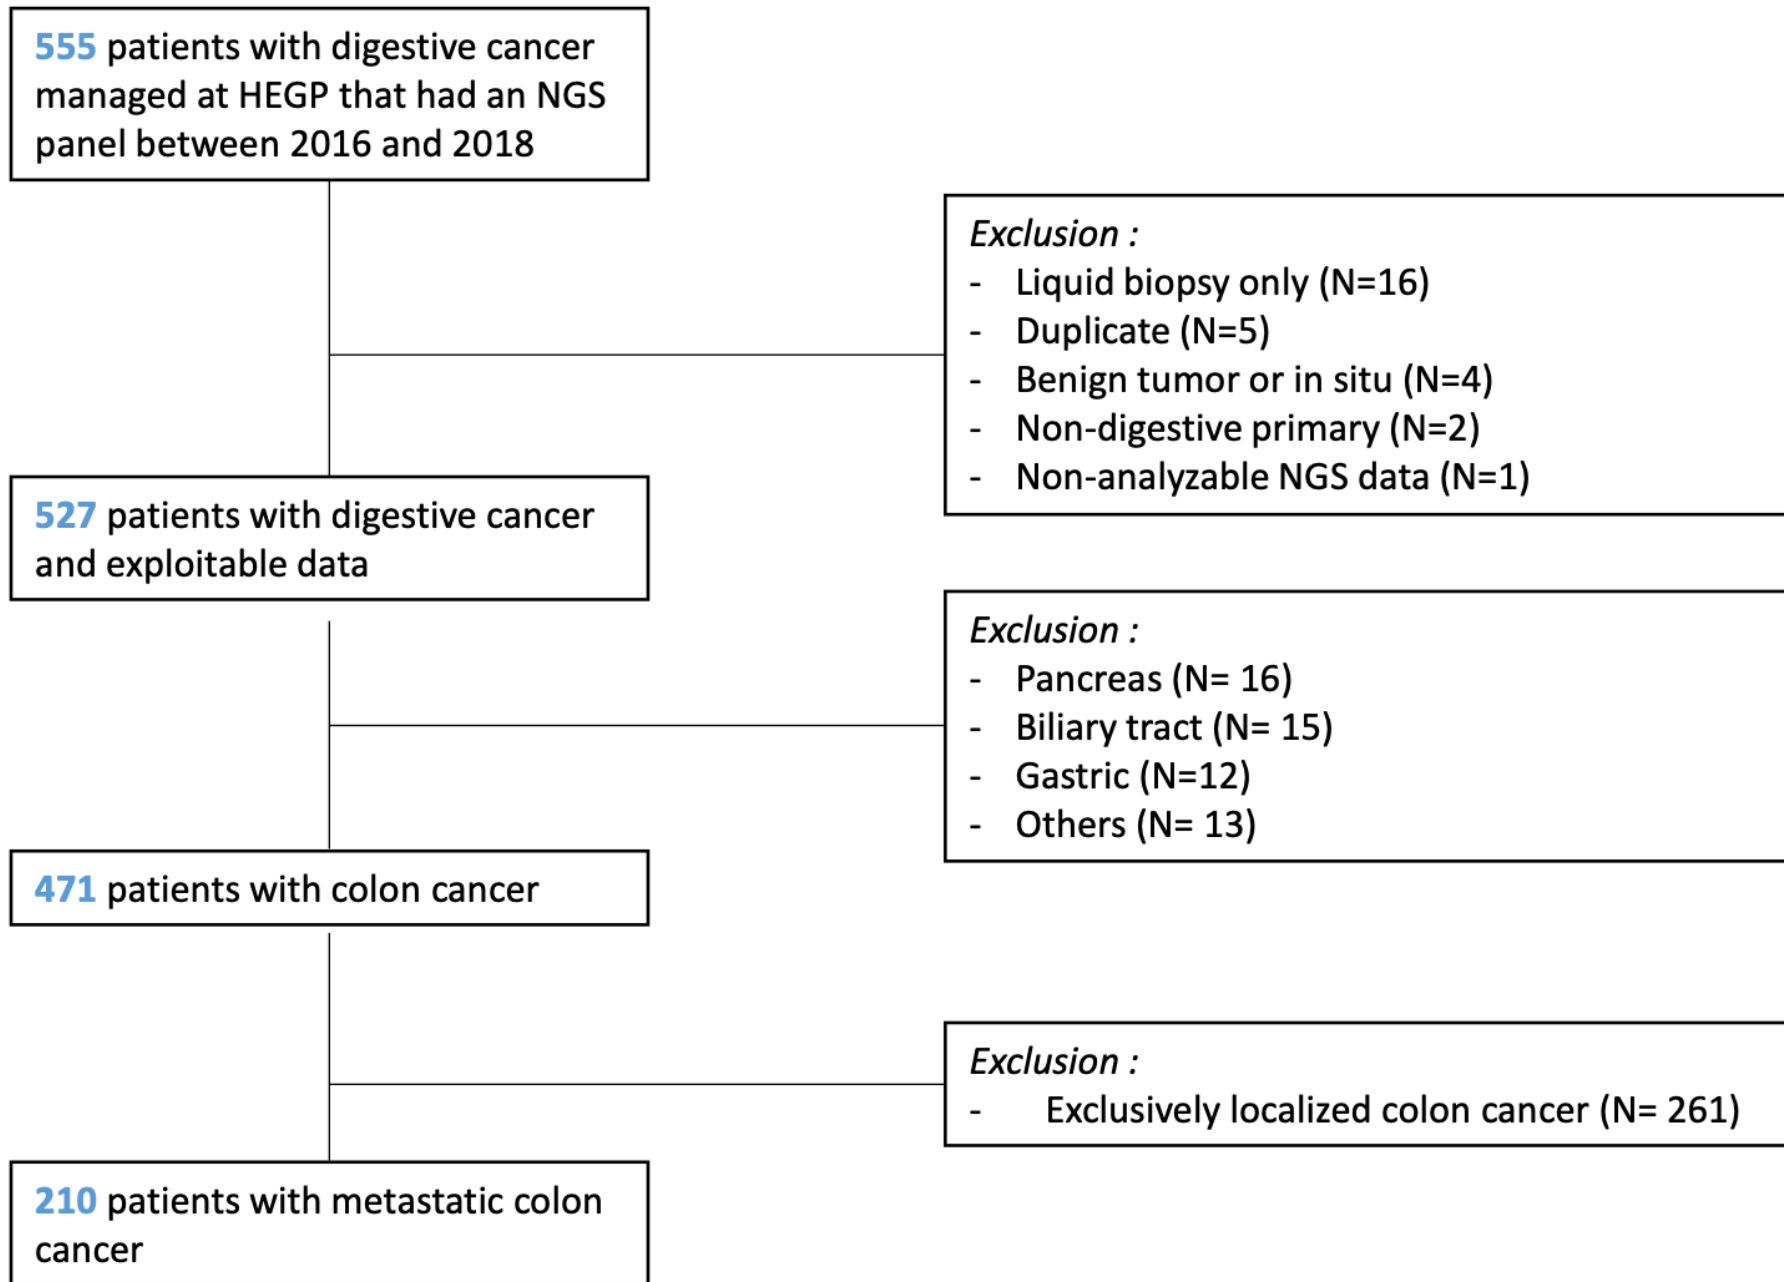 555 patients with digestive cancer
managed at HEGP that had an NGS
panel between 2016 and 2018
Exclusion :
- Liquid biopsy only (N=16)
- Duplicate (N=5)
- Benign tumor or in situ (N=4)
- Non-digestive primary (N=2)
- Non-analyzable NGS data (N=1)
527 patients with digestive cancer
and exploitable data
Exclusion :
- Pancreas (N= 16)
- Biliary tract (N= 15)
- Gastric (N=12)
- Others (N= 13)
471 patients with colon cancer
Exclusion :
- Exclusively localized colon cancer (N= 261)
210 patients with metastatic colon
cancer